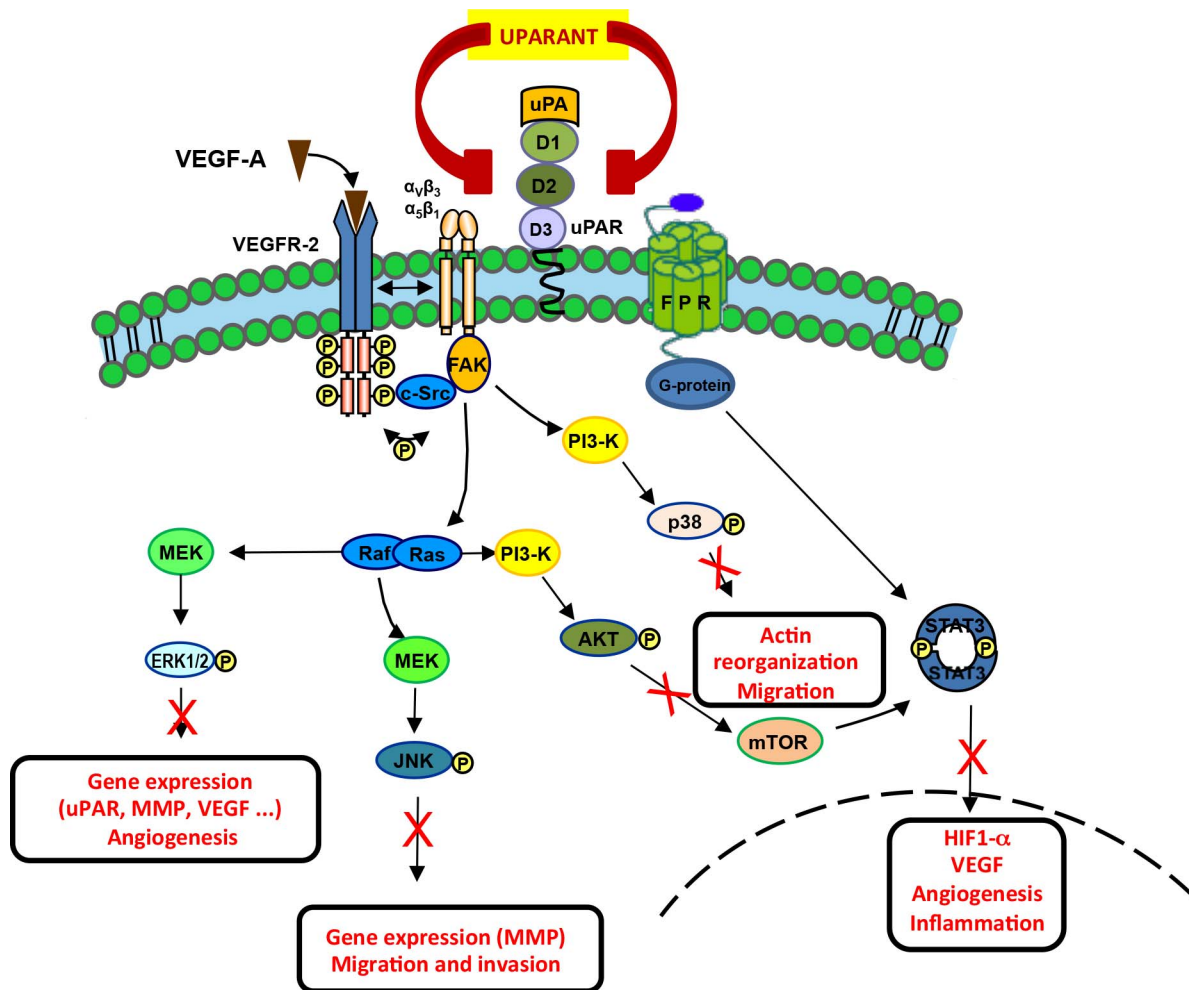 UPARANT
uPA
D1
VEGF-A
D2
αVβ3
α5β1
D3
uPAR
VEGFR-2
FPR
P
P
P
P
FAK
G-protein
P
P
c-Src
PI3-K
P
p38
P
MEK
Raf
Ras
PI3-K
AKT
P
Actin
reorganization
Migration
STAT3
P
P
STAT3
ERK1/2
P
MEK
mTOR
JNK
P
Gene expression
(uPAR, MMP, VEGF ...)
Angiogenesis
HIF1-α
VEGF
Angiogenesis
Inflammation
Gene expression (MMP)
Migration and invasion